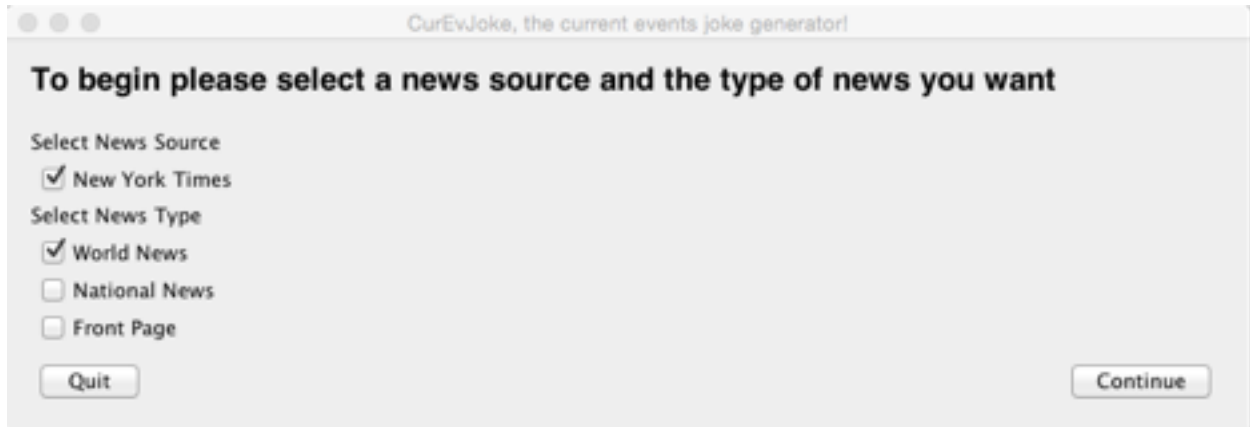 CurEvJoke, the current events joke generator!
To begin please select a news source and the type of news you want
Select News Source
New York Times
Select News Type
World News
National News
Front Page
Quit Continue